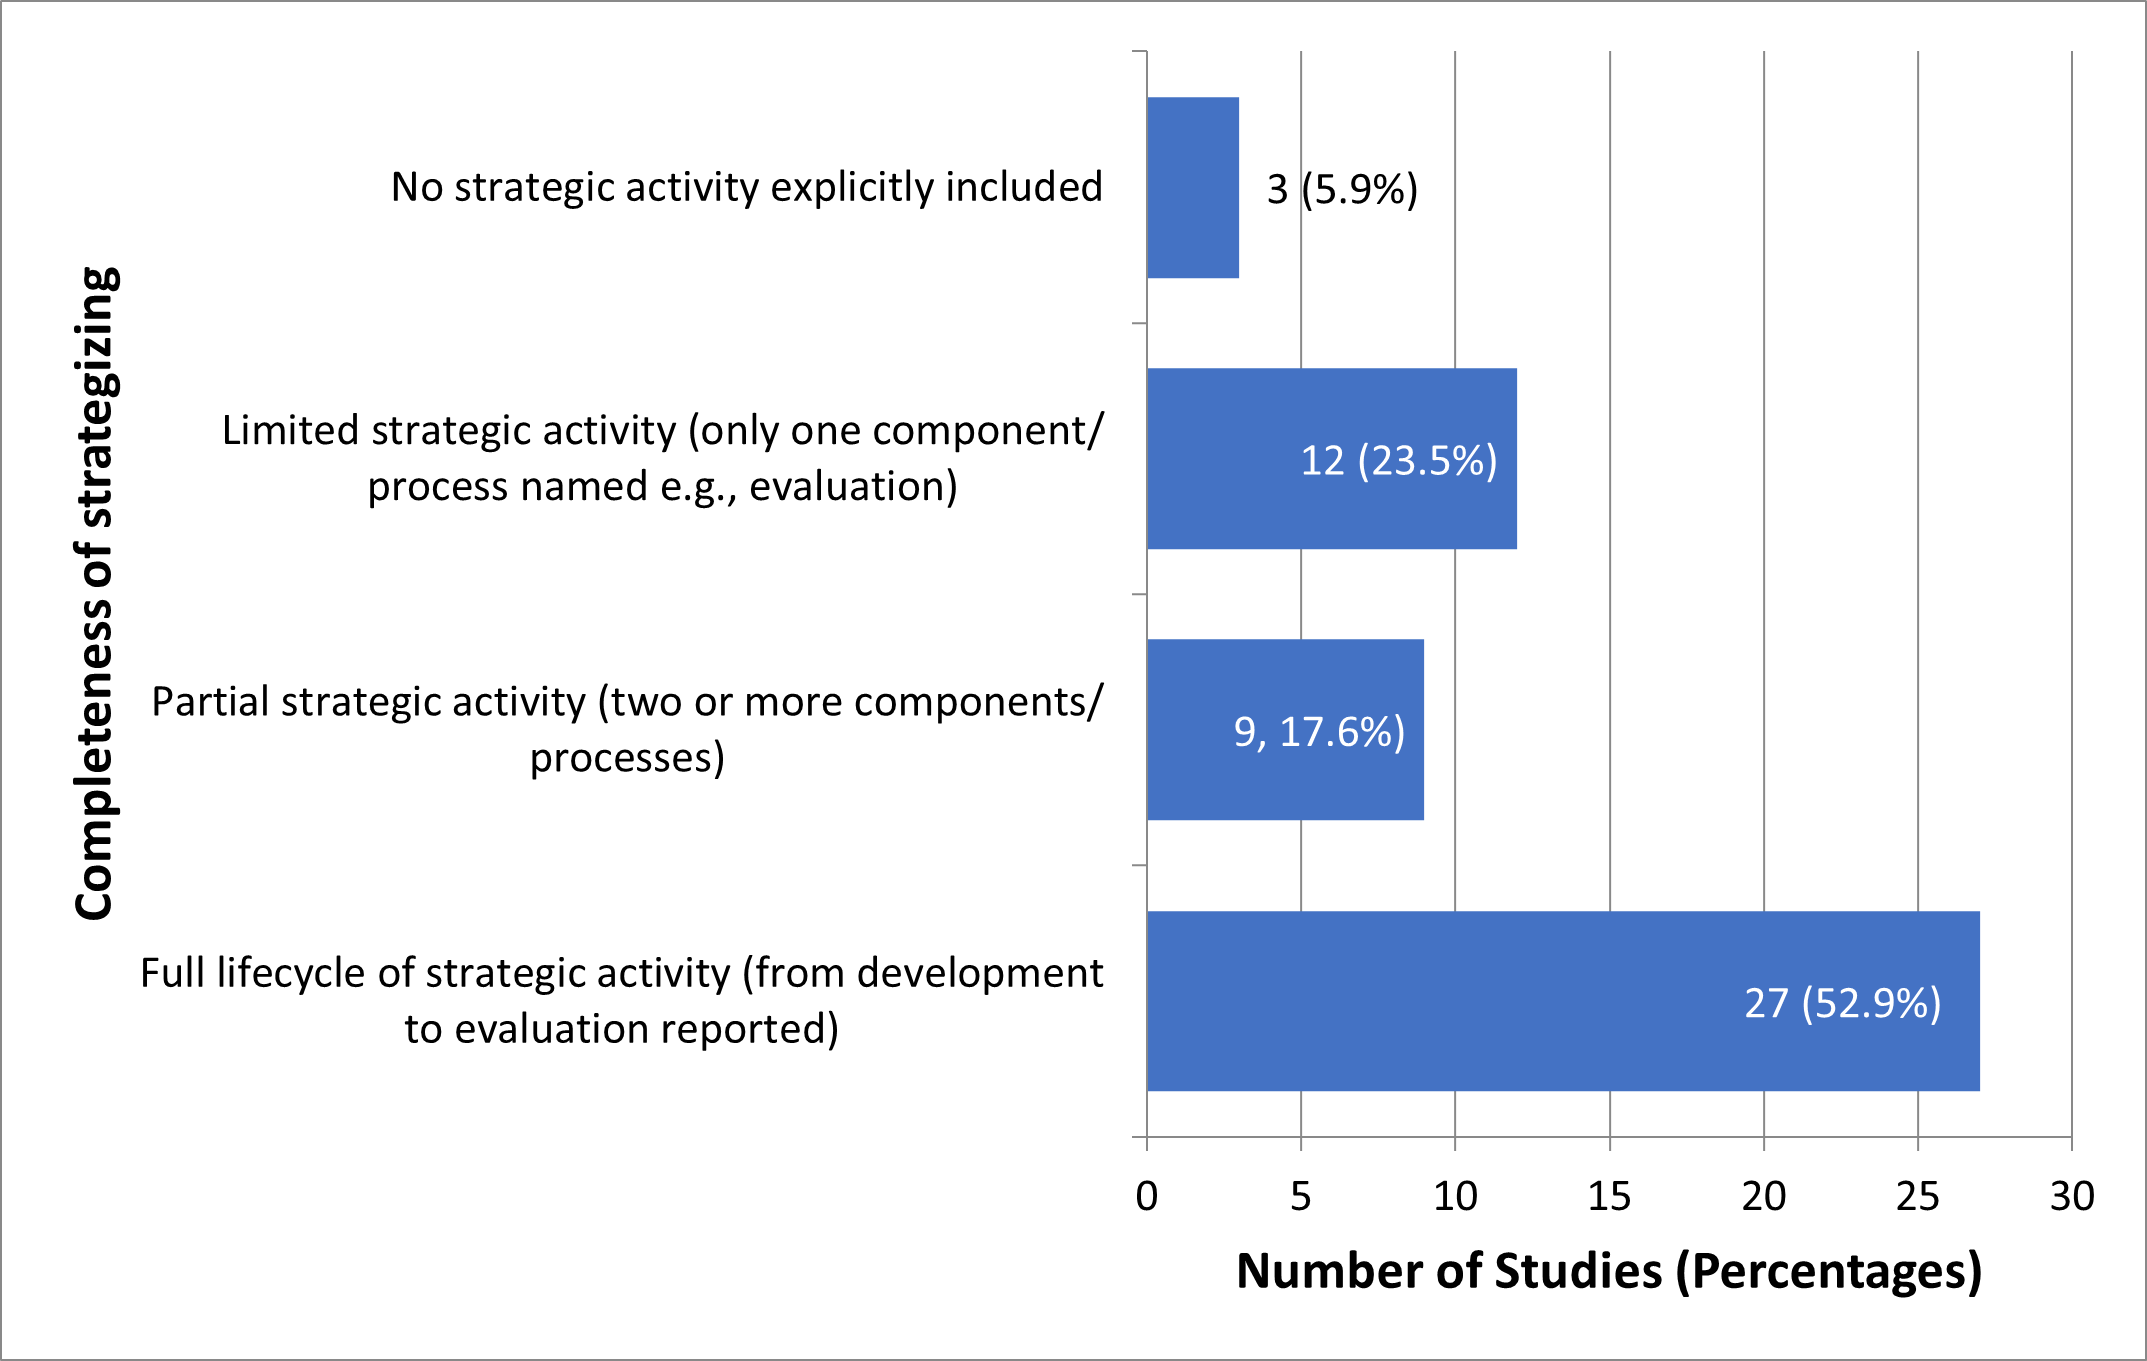 Completeness of strategizing
No strategic activity explicitly included
3 (5.9%)
Limited strategic activity (only one component/
process named e.g., evaluation)
12 (23.5%)
Partial strategic activity (two or more components/
processes)
9, 17.6%)
Full lifecycle of strategic activity (from development
to evaluation reported)
27 (52.9%)
0 5 10 15 20 25 30
Number of Studies (Percentages)